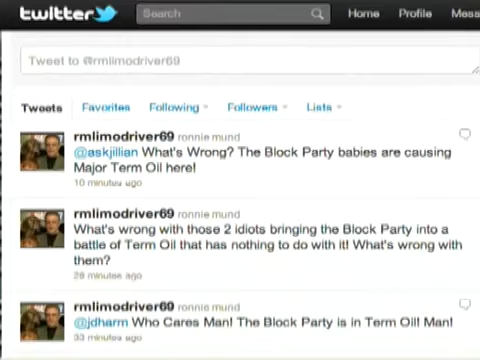 twitter
Search
Home Profile Mess
Tweet to @rmlimodriver69
Tweets Favorites Following Followers Lists
rmlimodriver69 ronnie mund
@askjillian What's Wrong? The Block Party babies are causing
Major Term Oil here!
10 minutes ago
rmlimodriver69 ronnie mund
What's wrong with those 2 idiots bringing the Block Party into a
battle of Term Oil that has nothing to do with it! What's wrong with
them?
28 minutes ago
rmlimodriver69 ronnie mund
@jdharm Who Cares Man! The Block Party is in Term Oil! Man!
33 minutes ago